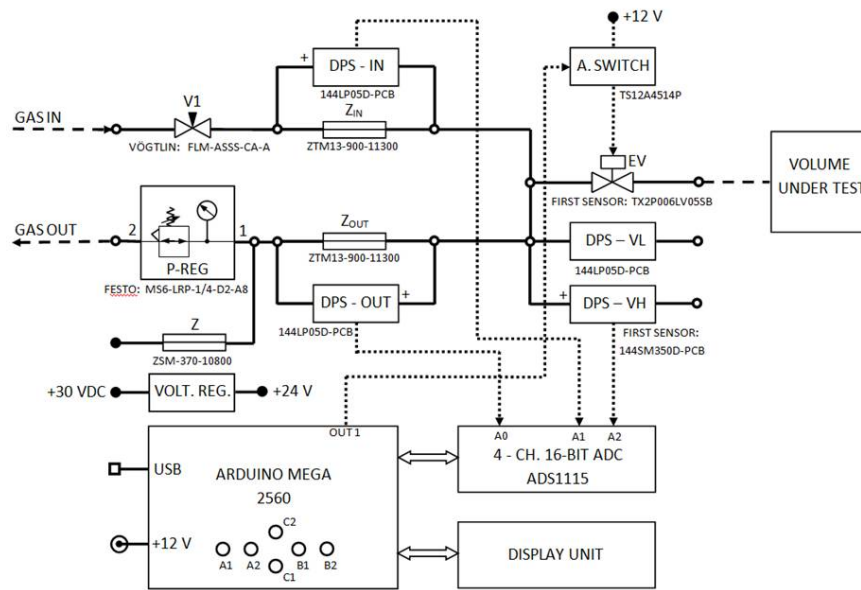 +12 V
+
DPS - IN
A. SWITCH
144LP05D-PCB
TS12A4514P
V1
ZIN
GAS IN
VÖGTLIN: FLM-ASSS-CA-A
ZTM13-900-11300
EV
VOLUME
UNDER TEST
FIRST SENSOR: TX2P006LV05SB
GAS OUT
2
1
ZOUT
DPS – VL
P-REG
ZTM13-900-11300
144LP05D-PCB
FESTO: MS6-LRP-1/4-D2-A8
DPS - OUT
+
+
DPS – VH
144LP05D-PCB
FIRST SENSOR:
144SM350D-PCB
Z
ZSM-370-10800
+30 VDC
VOLT. REG.
+24 V
OUT 1
A0
A1
A2
USB
ARDUINO MEGA
2560
4 - CH. 16-BIT ADC
ADS1115
+12 V
C2
A1
A2
B1
B2
C1
DISPLAY UNIT